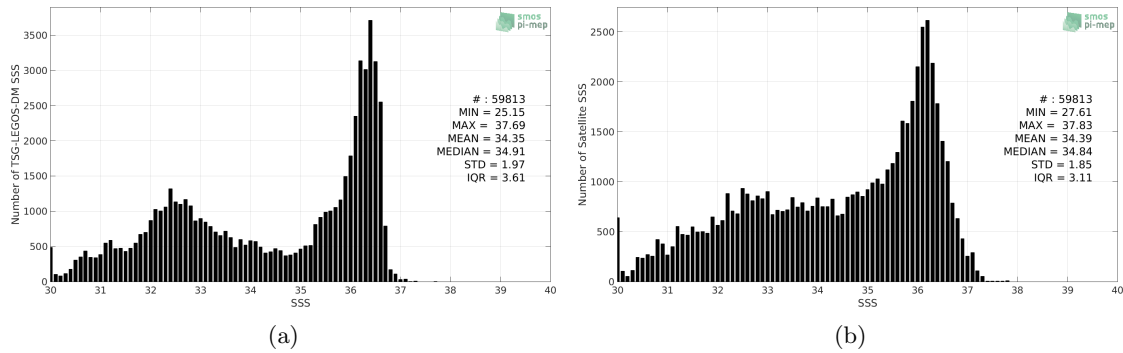 Number of TSG-LEGOS-DM SSS
3500
3000
2500
2000
1500
1000
500
0
smos
pi-mep
# : 59813
MIN = 25.15
MAX = 37.69
MEAN = 34.35
MEDIAN = 34.91
STD = 1.97
IQR = 3.61
30 31 32 33 34 35 36 37 38 39 40
SSS
(a)
Number of Satellite SSS
2500
2000
1500
1000
500
0
smos
pi-mep
# : 59813
MIN = 27.61
MAX = 37.83
MEAN = 34.39
MEDIAN = 34.84
STD = 1.85
IQR = 3.11
30 31 32 33 34 35 36 37 38 39 40
SSS
(b)